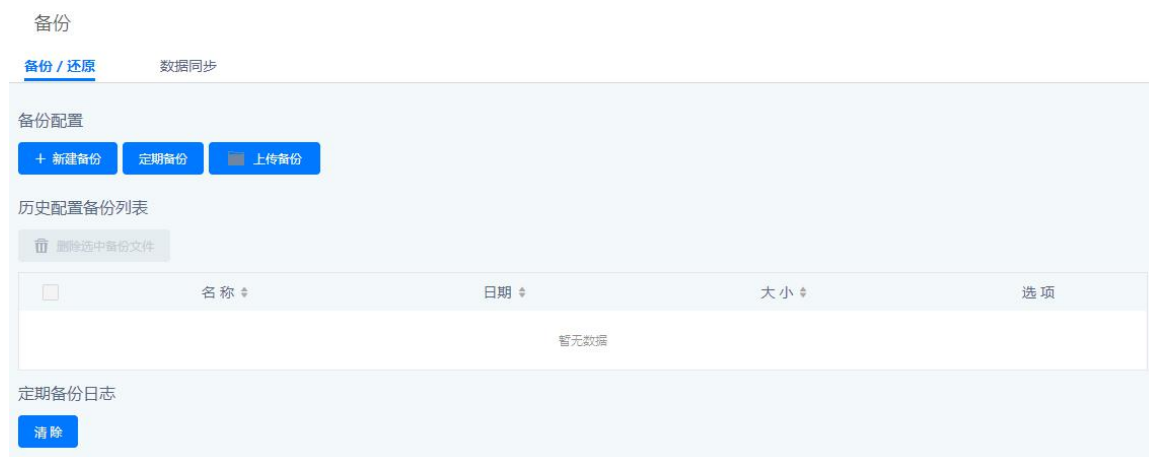 备份
备份 / 还原 数据同步
备份配置
+ 新建备份 定期备份 上传备份
历史配置备份列表
删除选中备份文件
名称 日期 大小 选项
暂无数据
定期备份日志
清除